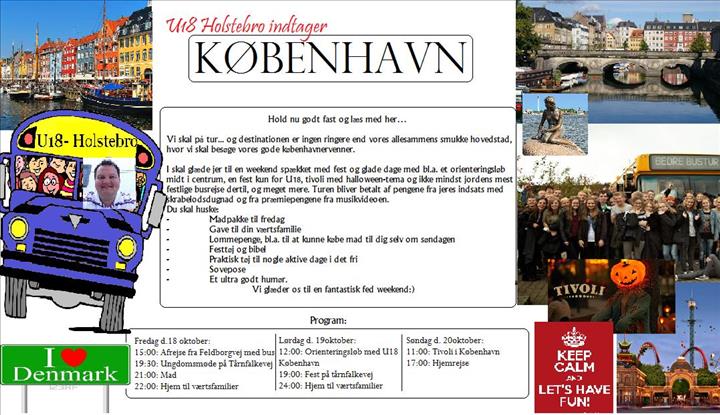 U18 Holstebro indtager
KØBENHAVN
Hold nu godt fast og læs med her...
Vi skal på tur... og destinationen er ingen ringere end vores allesammens smukke hovedstad,
hvor vi skal besøge vores gode københavnervenner.
I skal glæde jer til en weekend spækket med fest og glade dage med bl.a. et orienteringsløb
midt i centrum, en fest kun for U18, tivoli med halloween-tema og ikke mindst jordens mest
festlige busrejse dertil, og meget mere. Turen bliver betalt af pengene fra jeres indsats med
skrabelodsdugnad og fra præmiepengene fra musikvideoen.
Du skal huske:
- Madpakke til fredag
- Gave til din værtsfamilie
- Lommepenge, bl.a. til at kunne købe mad til dig selv om søndagen
- Festtøj og bibel
- Praktisk tøj til nogle aktive dage i det fri
- Sovepose
- Et ultra godt humør.
Vi glæder os til en fantastisk fed weekend:)
U18- Holstebro
BEDRE BUSTUR
TIVOLI
Program:
Fredag d.18 oktober:
15:00: Afrejse fra Feldborgvej med bus
19:30: Ungdomsmøde på Tårnfalkevej
21:00: Mad
22:00: Hjem til værtsfamilier
Lørdag d. 19oktober:
12:00: Orienteringsløb med U18
København
19:00: Fest på tårnfalkevej
24:00: Hjem til værtsfamilier
Søndag d. 20oktober:
11:00: Tivoli i København
17:00: Hjemrejse
I
Denmark
KEEP
CALM
AND
LET'S HAVE
FUN!